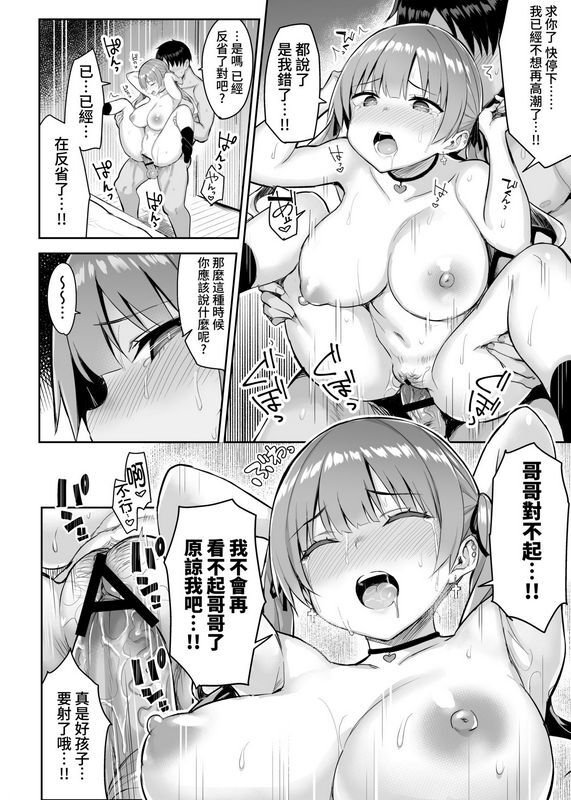 求你了 快停下……
我已經不想再高潮了…!!
都說了
是我錯了…!!
…是嗎 已經
反省了對吧？
已…已經…
在反省了…!!
那麼這種時候
你應該說什麼呢？
～～…
哥哥對不起…!!
我不會再
看不起哥哥了
原諒我吧…!!
啊♡
不行…♡
真是好孩子…
要射了哦…!!